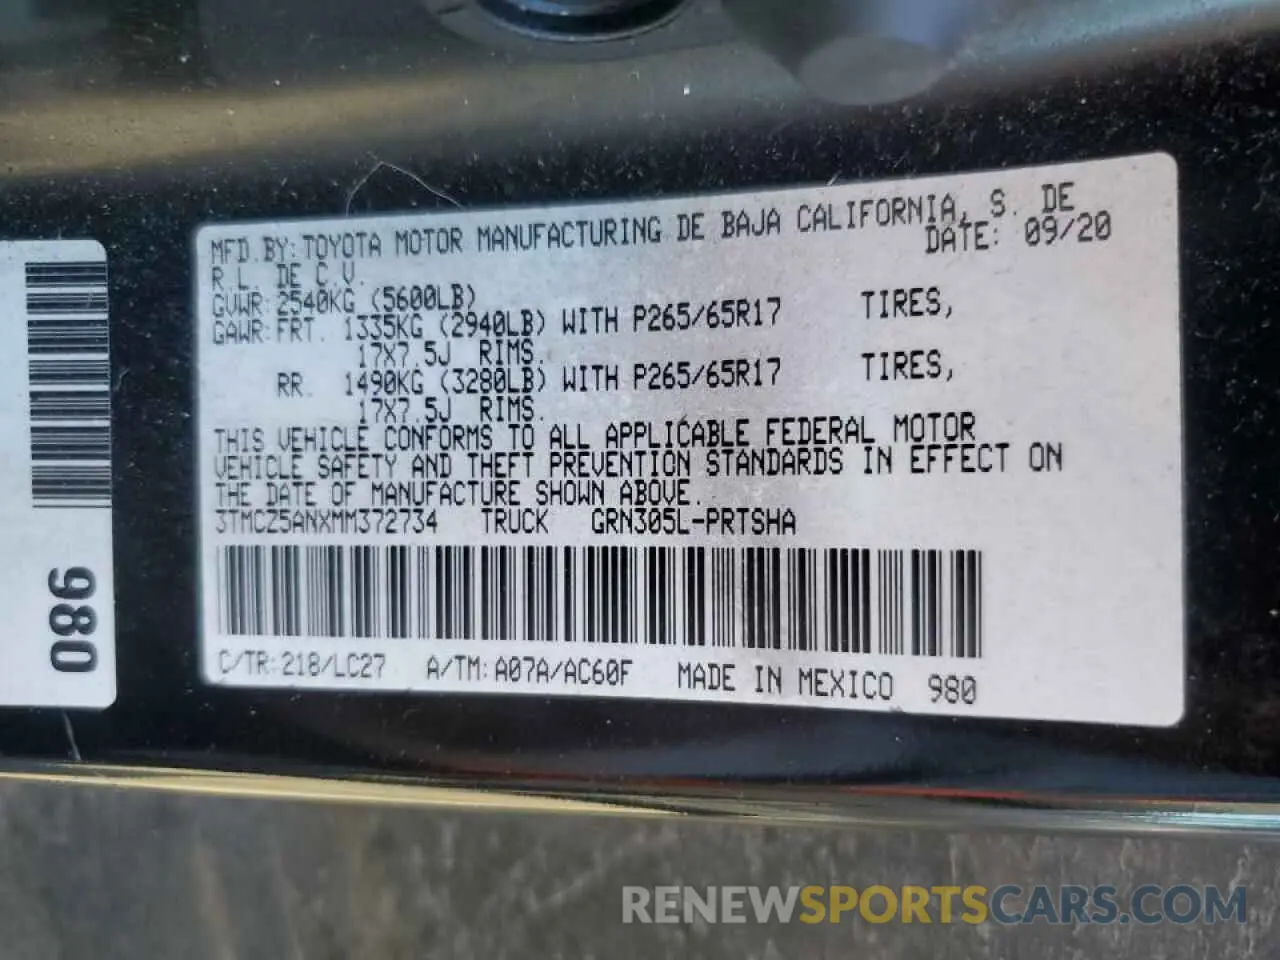 MFD.BY: TOYOTA MOTOR MANUFACTURING DE BAJA CALIFORNIA, S. DE
R.L. DE C.V. DATE: 09/20
GVWR: 2540KG (5600LB)
GAWR: FRT. 1335KG (2940LB) WITH P265/65R17 TIRES,
17X7.5J RIMS.
RR. 1490KG (3280LB) WITH P265/65R17 TIRES,
17X7.5J RIMS.
THIS VEHICLE CONFORMS TO ALL APPLICABLE FEDERAL MOTOR
VEHICLE SAFETY AND THEFT PREVENTION STANDARDS IN EFFECT ON
THE DATE OF MANUFACTURE SHOWN ABOVE.
3TMCZ5ANXMM372734 TRUCK GRN305L-PRTSHA
C/TR: 218/LC27 A/TM: A07A/AC60F MADE IN MEXICO 980
980
RENEWSPORTSCARS.COM